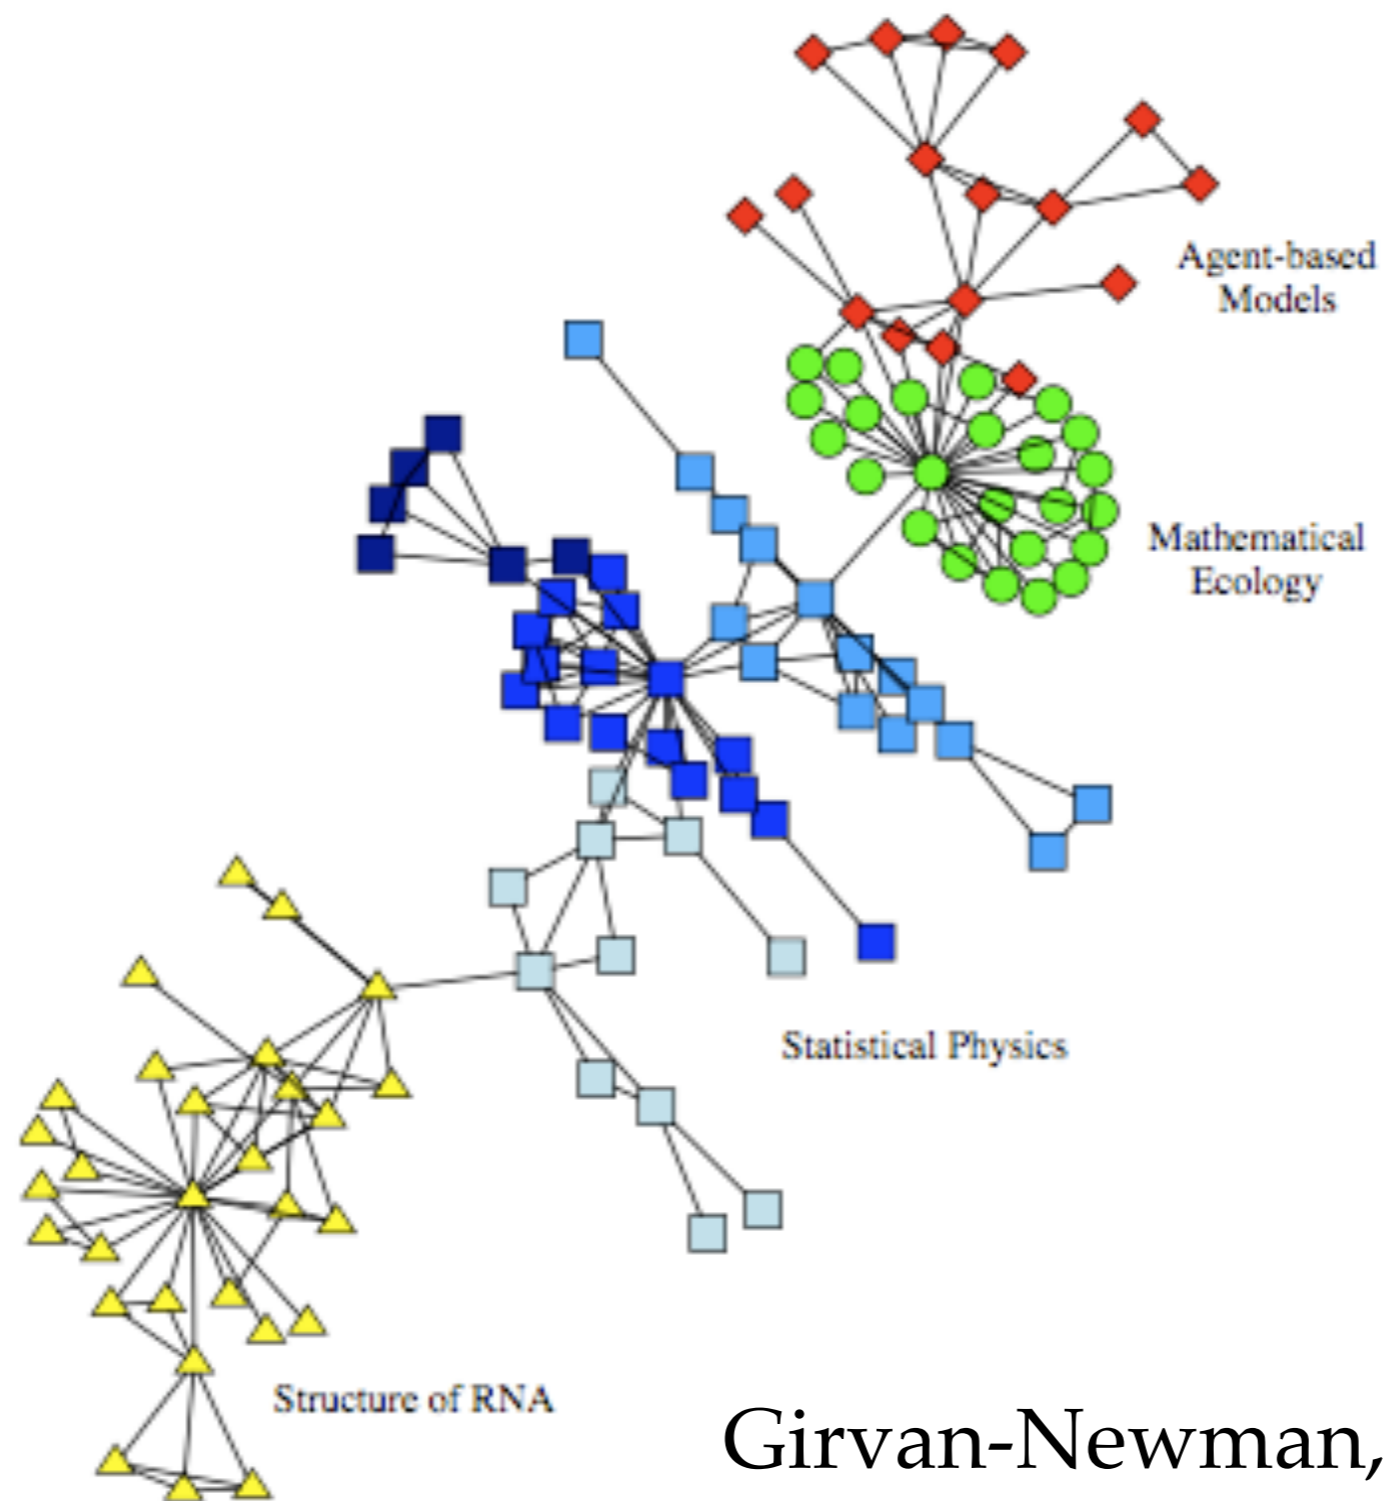 Agent-based
Models
Mathematical
Ecology
Statistical Physics
Structure of RNA
Girvan-Newman,